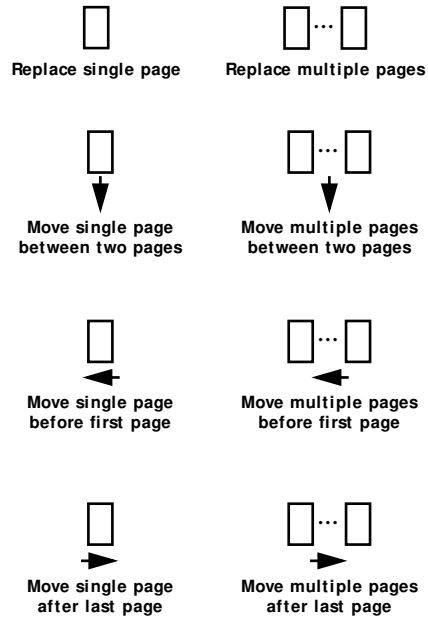 ...
Replace single page
Replace multiple pages
...
Move single page
between two pages
Move multiple pages
between two pages
...
Move single page
before first page
Move multiple pages
before first page
...
Move single page
after last page
Move multiple pages
after last page